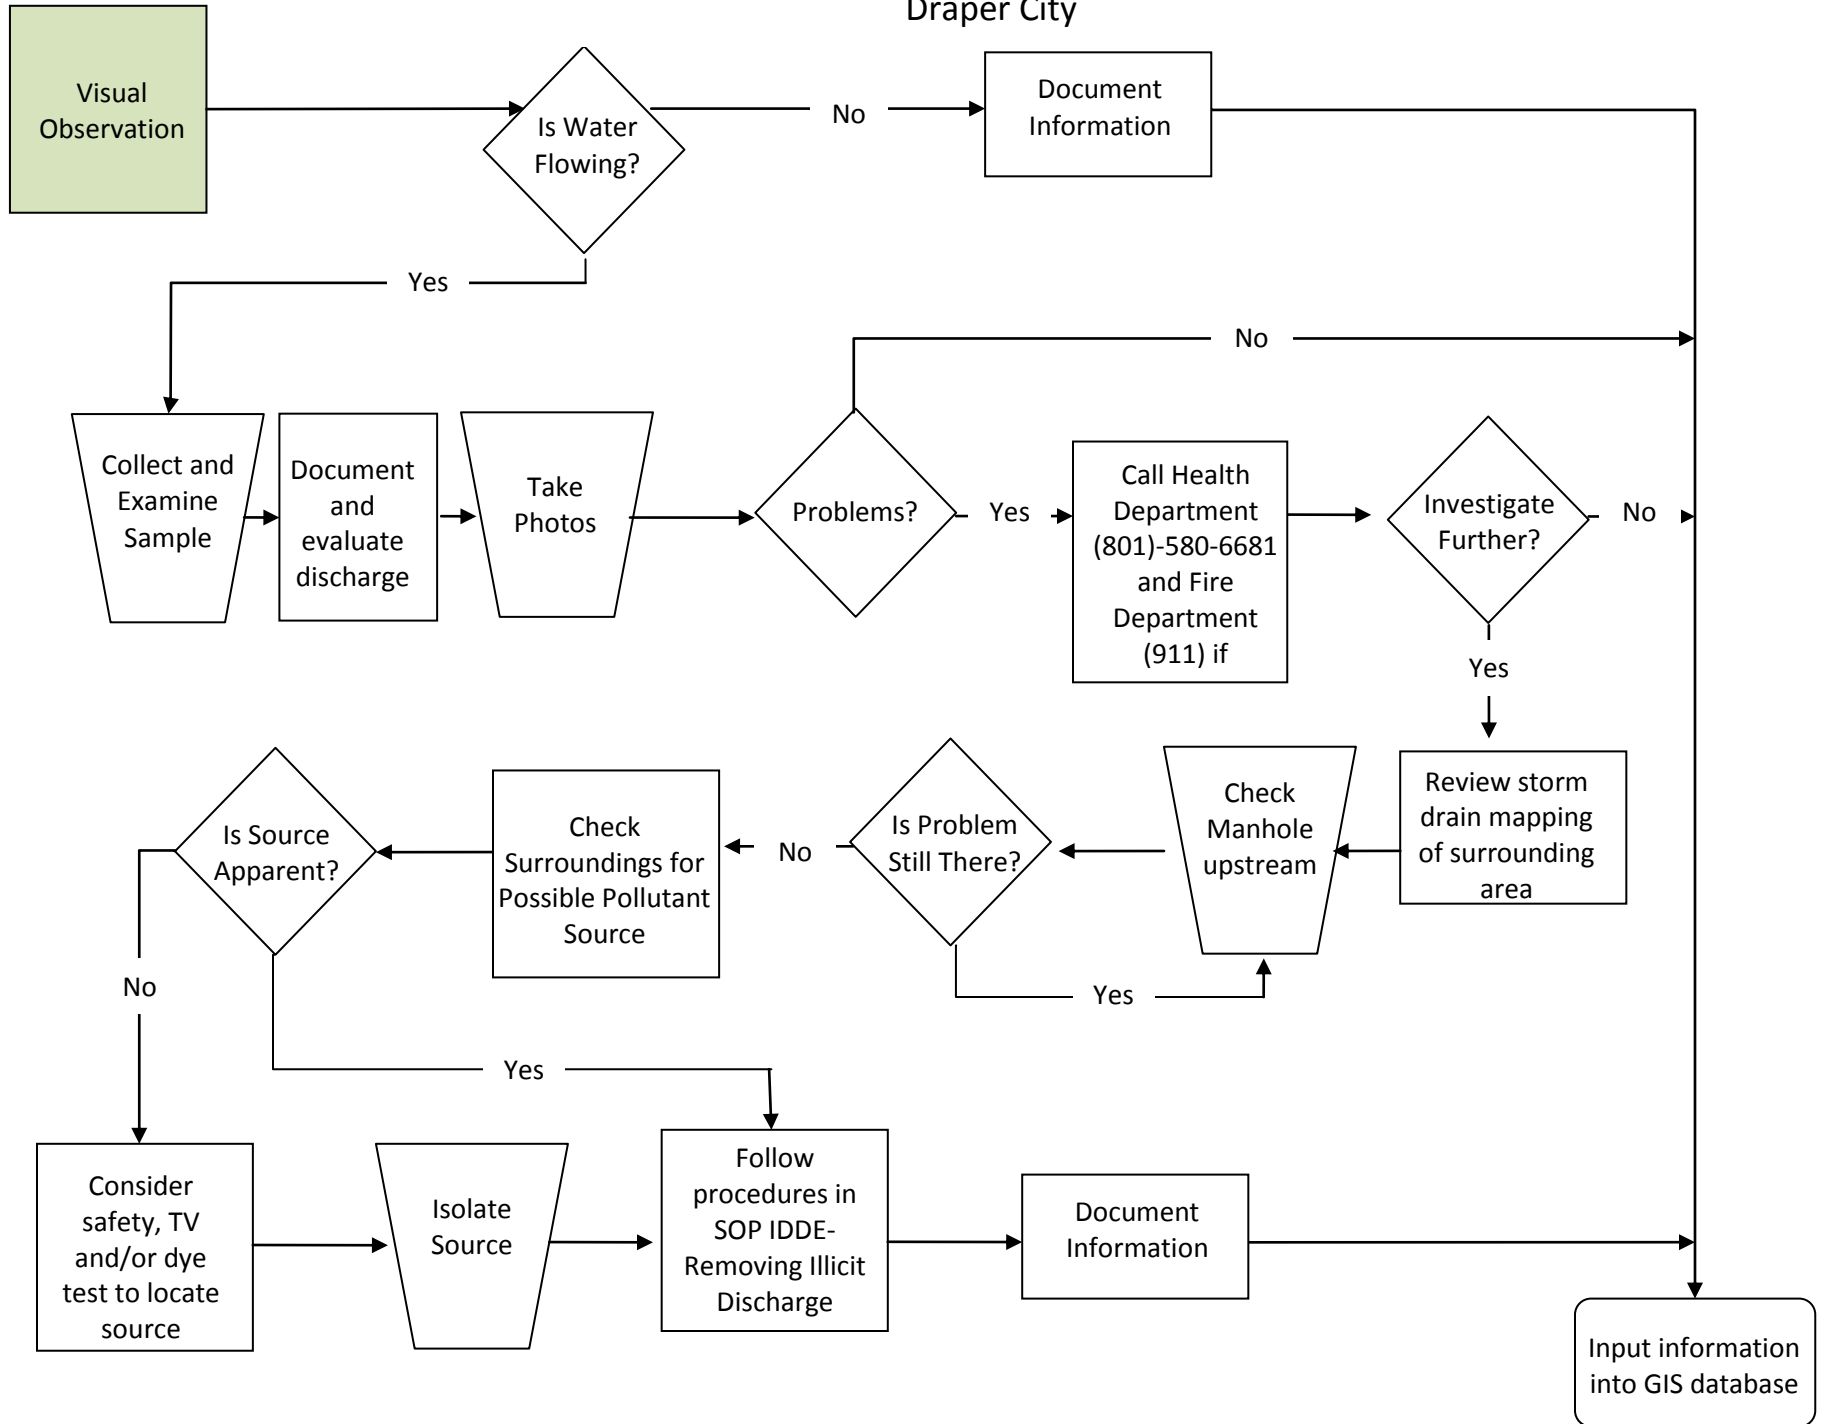 Draper City
Visual
Observation
Is Water
Flowing?
No
Document
Information
Yes
No
Collect and
Examine
Sample
Document
and
evaluate
discharge
Take
Photos
Problems?
Yes
Call Health
Department
(801)-580-6681
and Fire
Department
(911) if
Investigate
Further?
No
Yes
Review storm
drain mapping
of surrounding
area
Check
Manhole
upstream
Is Problem
Still There?
No
Yes
Check
Surroundings for
Possible Pollutant
Source
Is Source
Apparent?
No
Yes
Consider
safety, TV
and/or dye
test to locate
source
Isolate
Source
Follow
procedures in
SOP IDDE-
Removing Illicit
Discharge
Document
Information
Input information
into GIS database